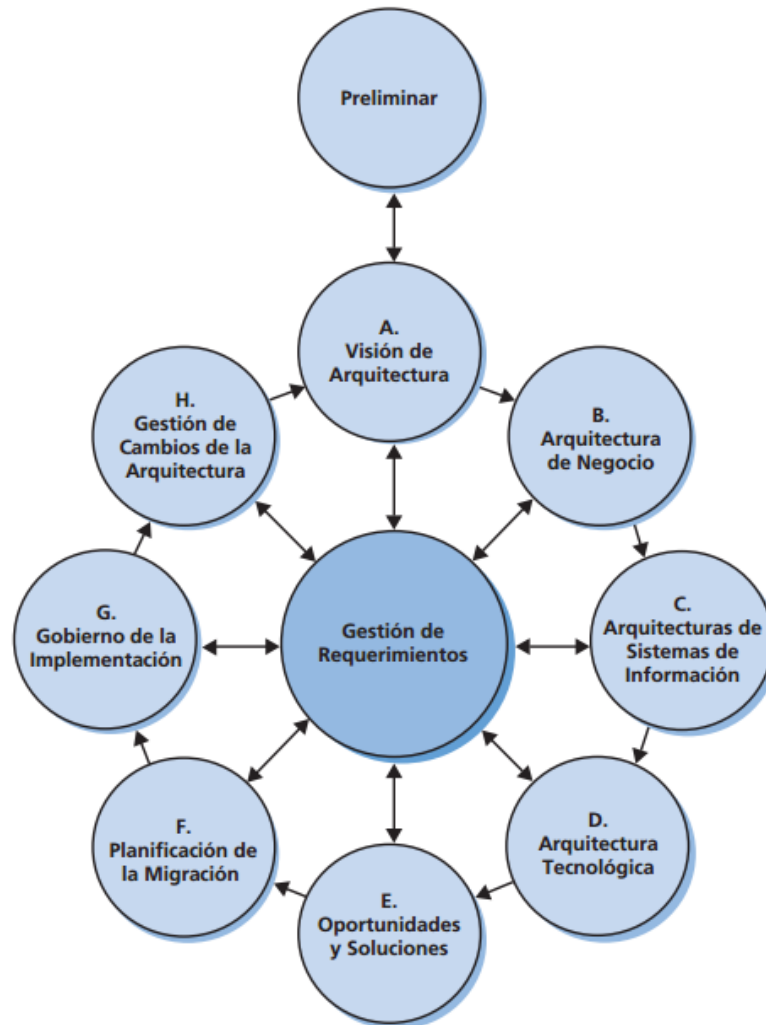 Preliminar
A.
Visión de
Arquitectura
B.
Arquitectura
de Negocio
C.
Arquitecturas de
Sistemas de
Información
D.
Arquitectura
Tecnológica
E.
Oportunidades
y Soluciones
F.
Planificación de
la Migración
G.
Gobierno de la
Implementación
H.
Gestión de
Cambios de la
Arquitectura
Gestión de
Requerimientos